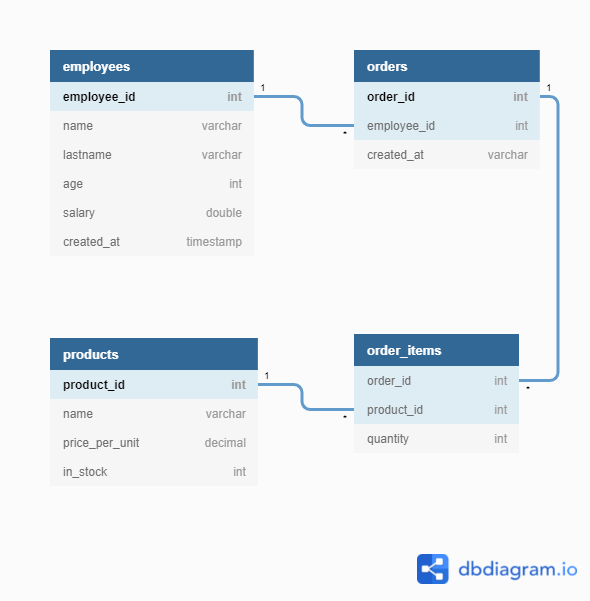 employees
employee_id int
name varchar
lastname varchar
age int
salary double
created_at timestamp
1
*
orders
order_id int
employee_id int
created_at varchar
1
*
products
product_id int
name varchar
price_per_unit decimal
in_stock int
1
*
order_items
order_id int
product_id int
quantity int
dbdiagram.io